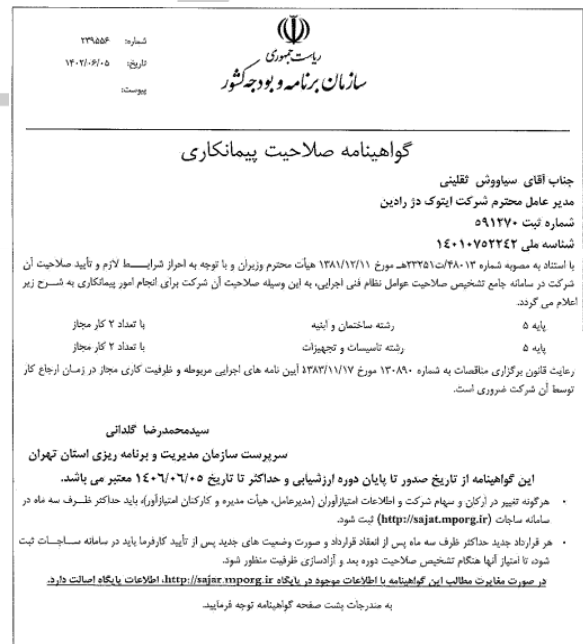 ریاست جمهوری
سازمان برنامه و بودجه کشور
شماره: ۲۳۹۵۵۶
تاریخ: ۱۴۰۲/۰۶/۰۵
پیوست:
گواهینامه صلاحیت پیمانکاری
جناب آقای سیاووش ثقلینی
مدیر عامل محترم شرکت ایتوک دژ رادین
شماره ثبت ۵۹۱۲۷۰
شناسه ملی ۱٤۰۱۰۷۵۲۲٤۲
با استناد به مصوبه شماره ۴۸۰۱۳/ت۲۳۲۵۱هـ مورخ ۱۳۸۱/۱۲/۱۱ هیأت محترم وزیران و با توجه به احراز شرایـــط لازم و تأیید صلاحیت آن
شرکت در سامانه جامع تشخیص صلاحیت عوامل نظام فنی اجرایی، به این وسیله صلاحیت آن شرکت برای انجام امور پیمانکاری به شــرح زیر
اعلام می گردد.
پایه ۵ رشته ساختمان و ابنیه با تعداد ۲ کار مجاز
پایه ۵ رشته تاسیسات و تجهیزات با تعداد ۲ کار مجاز
رعایت قانون برگزاری مناقصات به شماره ۱۳۰۸۹۰ مورخ ۱۳۸۳/۱۱/۱۷ آیین نامه های اجرایی مربوطه و ظرفیت کاری مجاز در زمـان ارجاع کار
توسط آن شرکت ضروری است.
سیدمحمدرضا گلدانی
سرپرست سازمان مدیریت و برنامه ریزی استان تهران
این گواهینامه از تاریخ صدور تا پایان دوره ارزشیابی و حداکثر تا تاریخ ۱٤۰٦/۰٦/۰۵ معتبر می باشد.
• هرگونه تغییر در ارکان و سهام شرکت و اطلاعات امتیازآوران (مدیرعامل، هیأت مدیره و کارکنان امتیازآور)، باید حداکثر ظــرف سه ماه در
سامانه ساجات (http://sajat.mporg.ir) ثبت شود.
• هر قرارداد جدید حداکثر ظرف سه ماه پس از انعقاد قرارداد و صورت وضعیت های جدید پس از تأیید کارفرما باید در سامانه ســاجـات ثبت
شود، تا امتیاز آنها هنگام تشخیص صلاحیت دوره بعد و آزادسازی ظرفیت منظور شود.
در صورت مغایرت مطالب این گواهینامه با اطلاعات موجود در پایگاه http://sajar.mporg.ir، اطلاعات پایگاه اصالت دارد.
به مندرجات پشت صفحه گواهینامه توجه فرمایید.